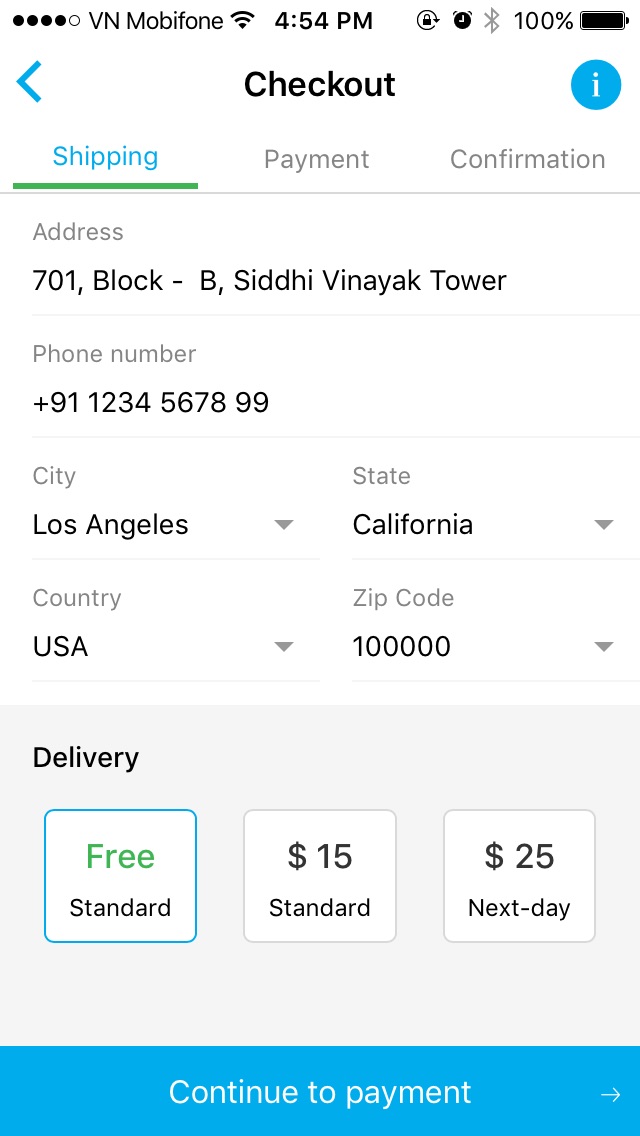 VN Mobifone 4:54 PM 100%
Checkout i
Shipping Payment Confirmation
Address
701, Block -  B, Siddhi Vinayak Tower
Phone number
+91 1234 5678 99
City State
Los Angeles California
Country Zip Code
USA 100000
Delivery
Free $ 15 $ 25
Standard Standard Next-day
Continue to payment →